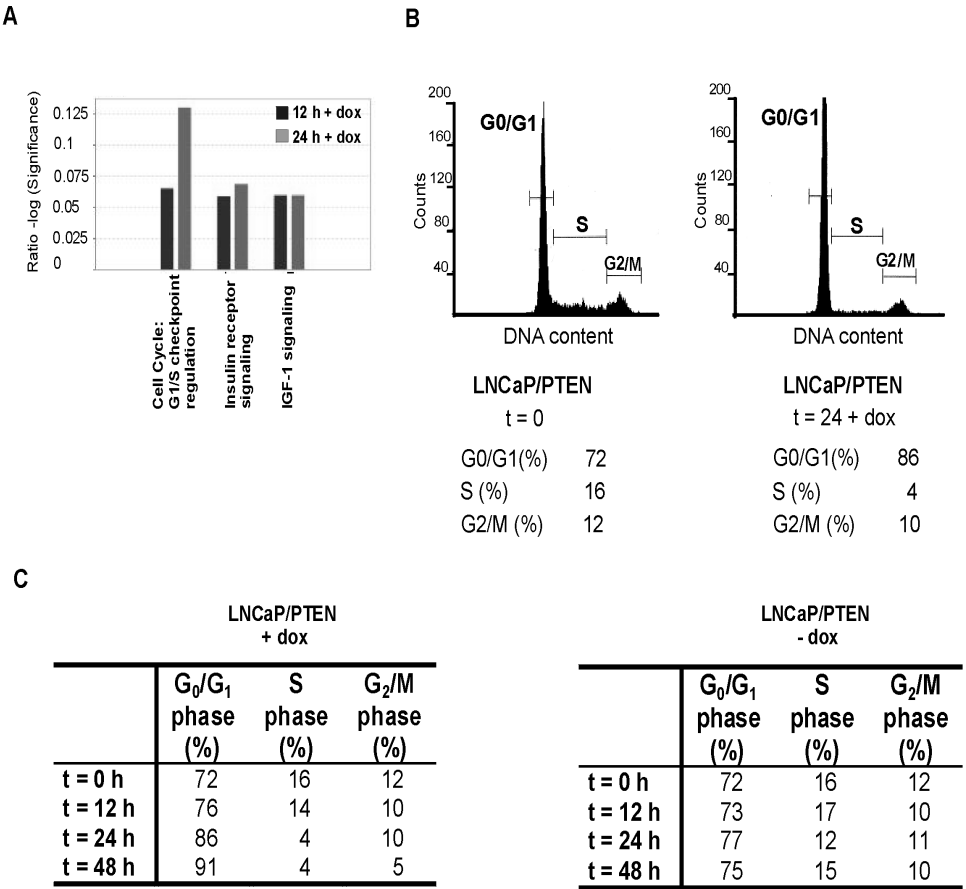 A
Ratio -log (Significance)
0.125
0.1
0.075
0.05
0.025
0
12 h + dox
24 h + dox
Cell Cycle:
G1/S checkpoint
regulation
Insulin receptor
signaling
IGF-1 signaling
B
Counts
200
160
120
80
40
G0/G1
S
G2/M
DNA content
LNCaP/PTEN
t = 0
G0/G1(%) 72
S (%) 16
G2/M (%) 12
Counts
200
160
120
80
40
G0/G1
S
G2/M
DNA content
LNCaP/PTEN
t = 24 + dox
G0/G1(%) 86
S (%) 4
G2/M (%) 10
C
LNCaP/PTEN
+ dox
G0/G1 S G2/M
phase phase phase
(%) (%) (%)
t = 0 h 72 16 12
t = 12 h 76 14 10
t = 24 h 86 4 10
t = 48 h 91 4 5
LNCaP/PTEN
- dox
G0/G1 S G2/M
phase phase phase
(%) (%) (%)
t = 0 h 72 16 12
t = 12 h 73 17 10
t = 24 h 77 12 11
t = 48 h 75 15 10